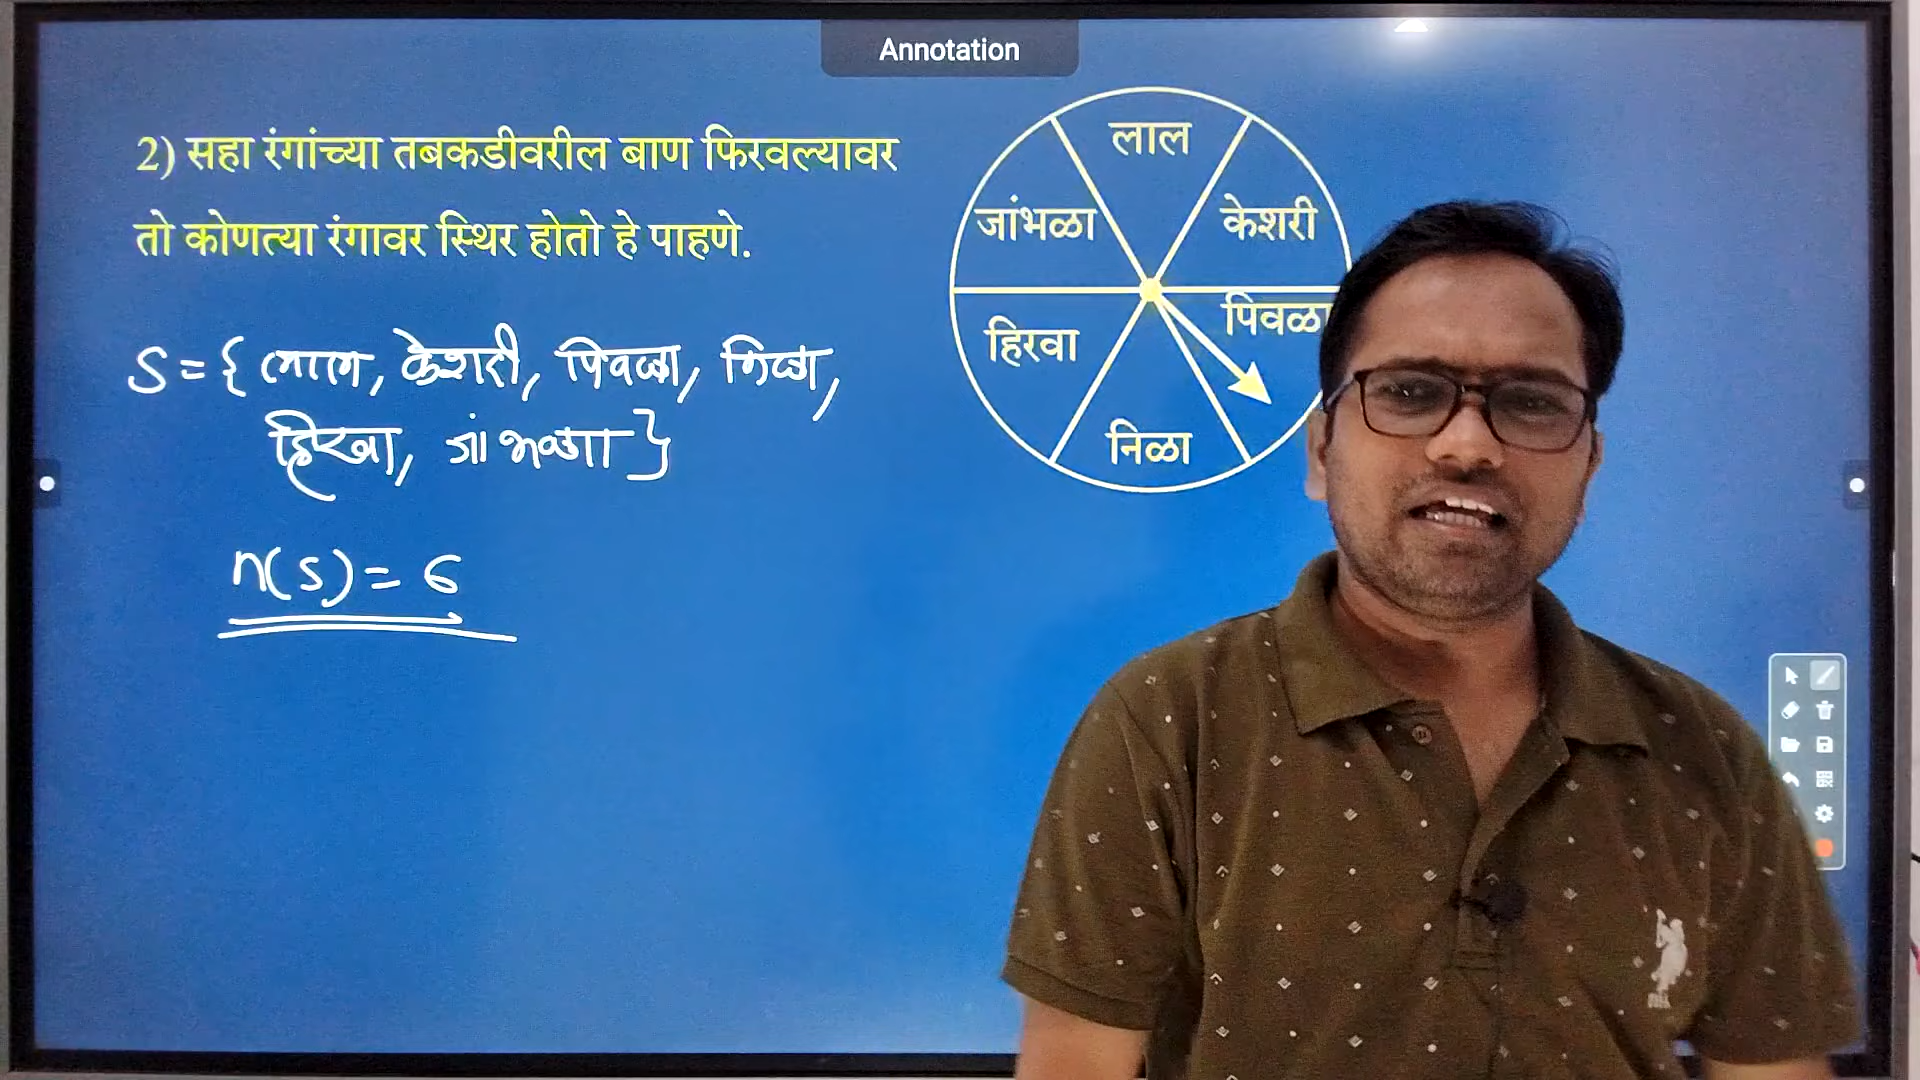 Annotation
2) सहा रंगांच्या तबकडीवरील बाण फिरवल्यावर
तो कोणत्या रंगावर स्थिर होतो हे पाहणे.
लाल
जांभळा
केशरी
हिरवा
पिवळा
निळा
S = { लाल, केशरी, पिवळा, निळा,
हिरवा, जांभळा }
n(s) = 6